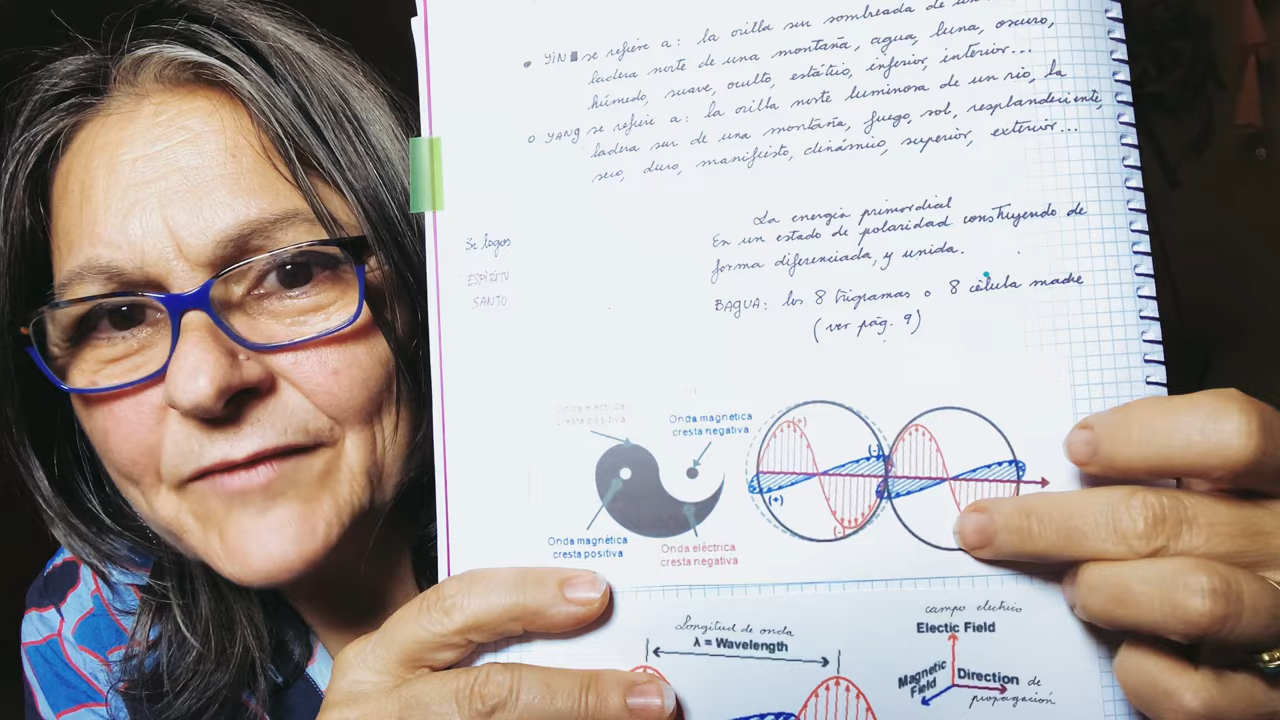 ● YIN se refiere a: la orilla sur sombreada de un
ladera norte de una montaña, agua, luna, oscuro,
húmedo, suave, oculto, estático, inferior, interior...
○ YANG se refiere a: la orilla norte luminosa de un rio, la
ladera sur de una montaña, fuego, sol, resplandeciente,
seco, duro, manifiesto, dinámico, superior, exterior...
La energia primordial
En un estado de polaridad construyendo de
forma diferenciada, y unida.
logos
ESPÍRITU
SANTO
BAGUA: los 8 trigramas o 8 célula madre
(ver pág. 9)
Onda eléctrica
cresta positiva
Onda magnética
cresta negativa
Onda magnética
cresta positiva
Onda eléctrica
cresta negativa
(+)
(-)
(+)
(-)
Longitud de onda
λ = Wavelength
campo electrico
Electic Field
Magnetic
Field
Direction de
propagación